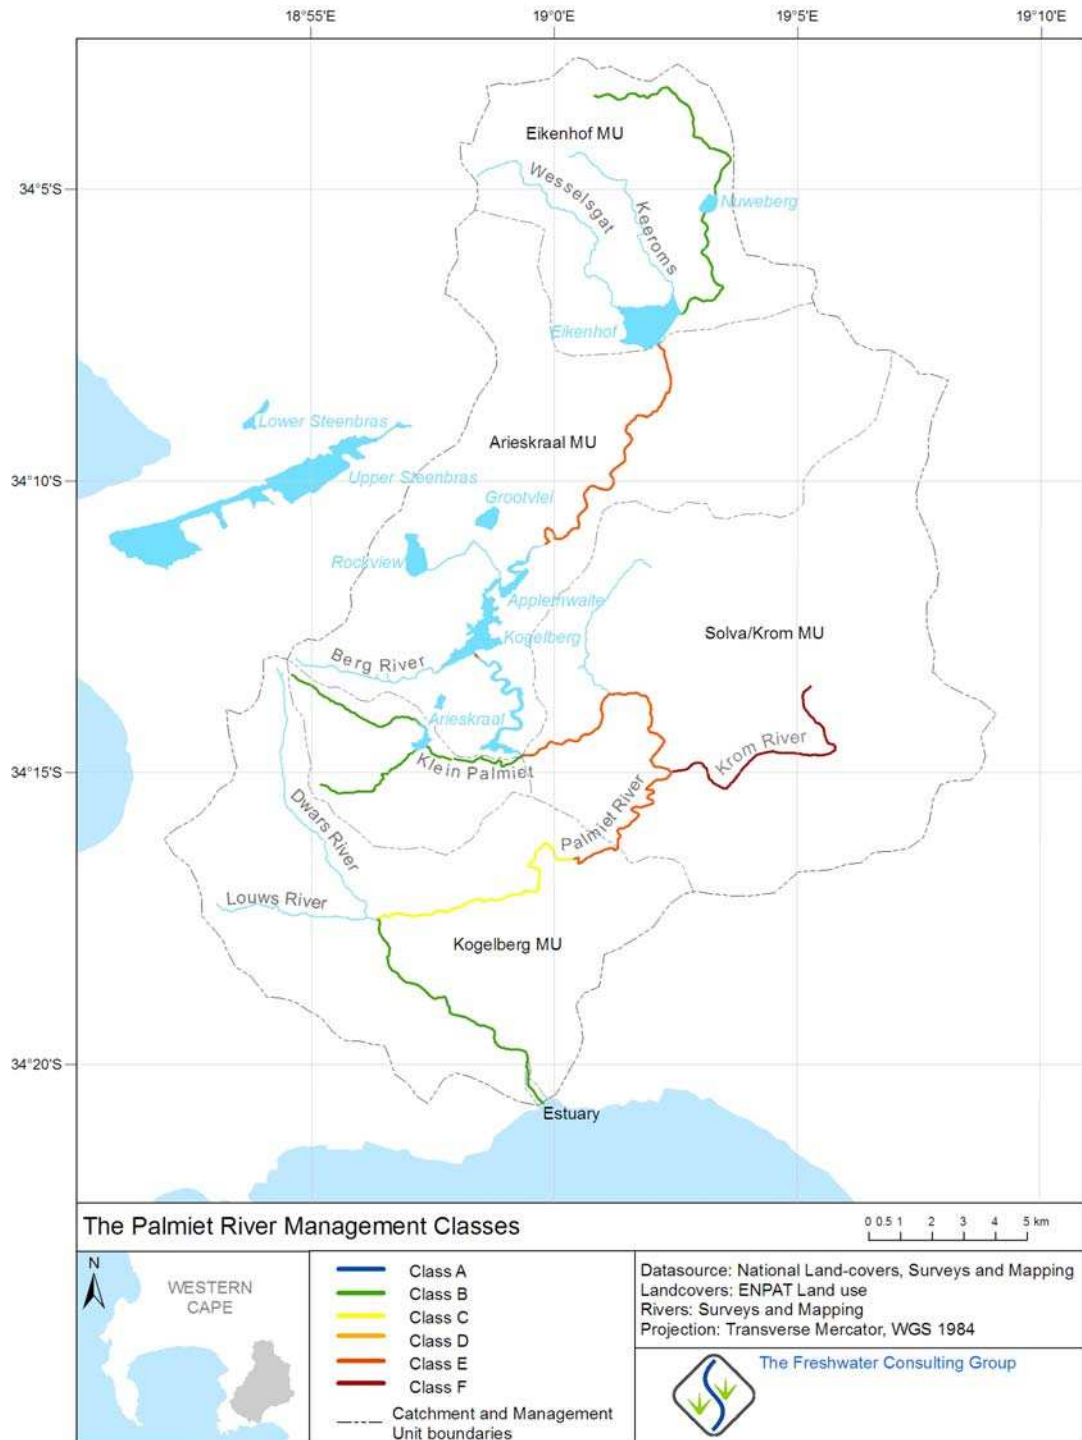 18°55'E
19°0'E
19°5'E
19°10'E
Eikenhof MU
34°5'S
Wesselsgat
Keeroms
Nuweberg
Eikenhof
Lower Steenbras
Arieskraal MU
34°10'S
Upper Steenbras
Grootvlei
Rockview
Applethwaite
Kogelberg
Solva/Krom MU
Berg River
Arieskraal
Krom River
34°15'S
Klein Palmiet
Palmiet River
Dwars River
Louws River
Kogelberg MU
34°20'S
Estuary
The Palmiet River Management Classes
0 0.5 1 2 3 4 5 km
N
WESTERN
CAPE
Class A
Class B
Class C
Class D
Class E
Class F
Catchment and Management
Unit boundaries
Datasource: National Land-covers, Surveys and Mapping
Landcovers: ENPAT Land use
Rivers: Surveys and Mapping
Projection: Transverse Mercator, WGS 1984
The Freshwater Consulting Group